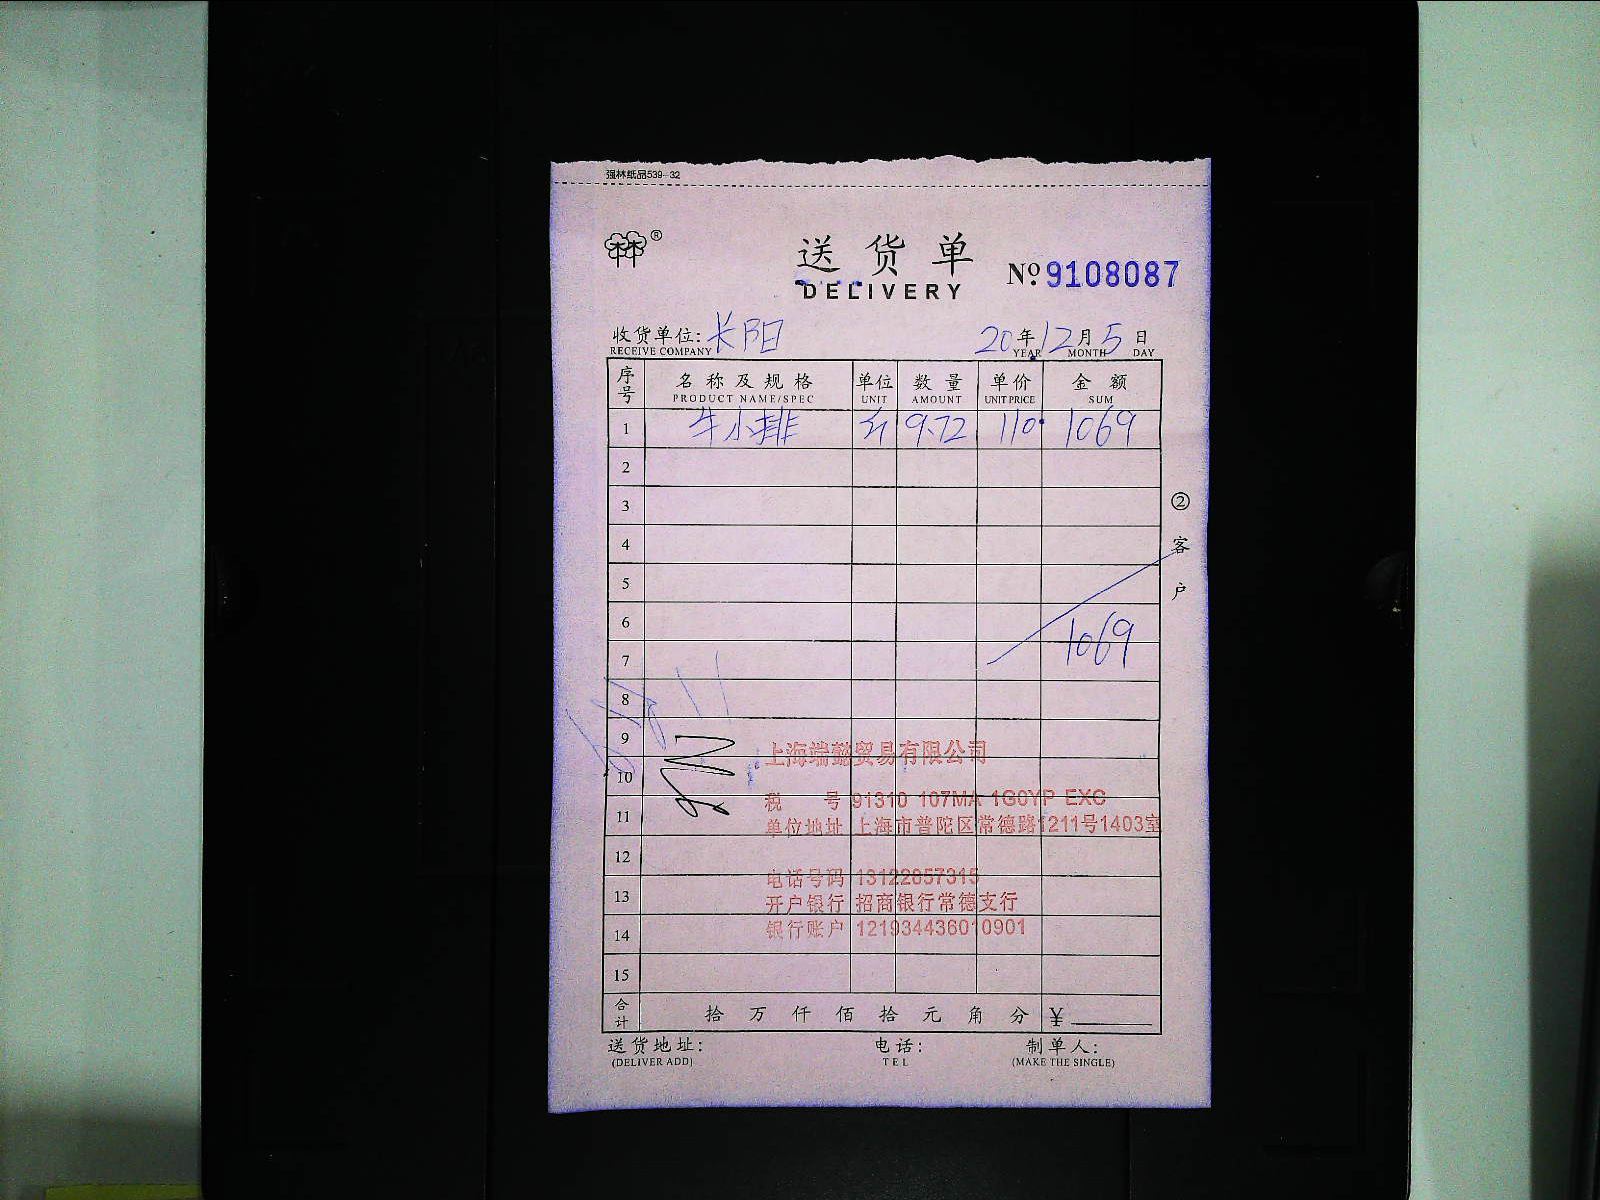 强林纸品539-32
®
送货单
DELIVERY
№ 9108087
收货单位: 长阳
RECEIVE COMPANY
20年12月5日
YEAR MONTH DAY
序号 名称及规格 单位 数量 单价 金额
PRODUCT NAME/SPEC UNIT AMOUNT UNIT PRICE SUM
1 牛小排 斤 9.72 110 1069
2
3
4
5
6
7 1069
8
9
10
11
12
13
14
15
②客户
上海端懿贸易有限公司
税号 91310 107MA 1G0YP EXC
单位地址 上海市普陀区常德路1211号1403室
电话号码 13122857315
开户银行 招商银行常德支行
银行账户 121934436010901
合计 拾 万 仟 佰 拾 元 角 分 ¥
送货地址: 电话: 制单人:
(DELIVER ADD) TEL (MAKE THE SINGLE)